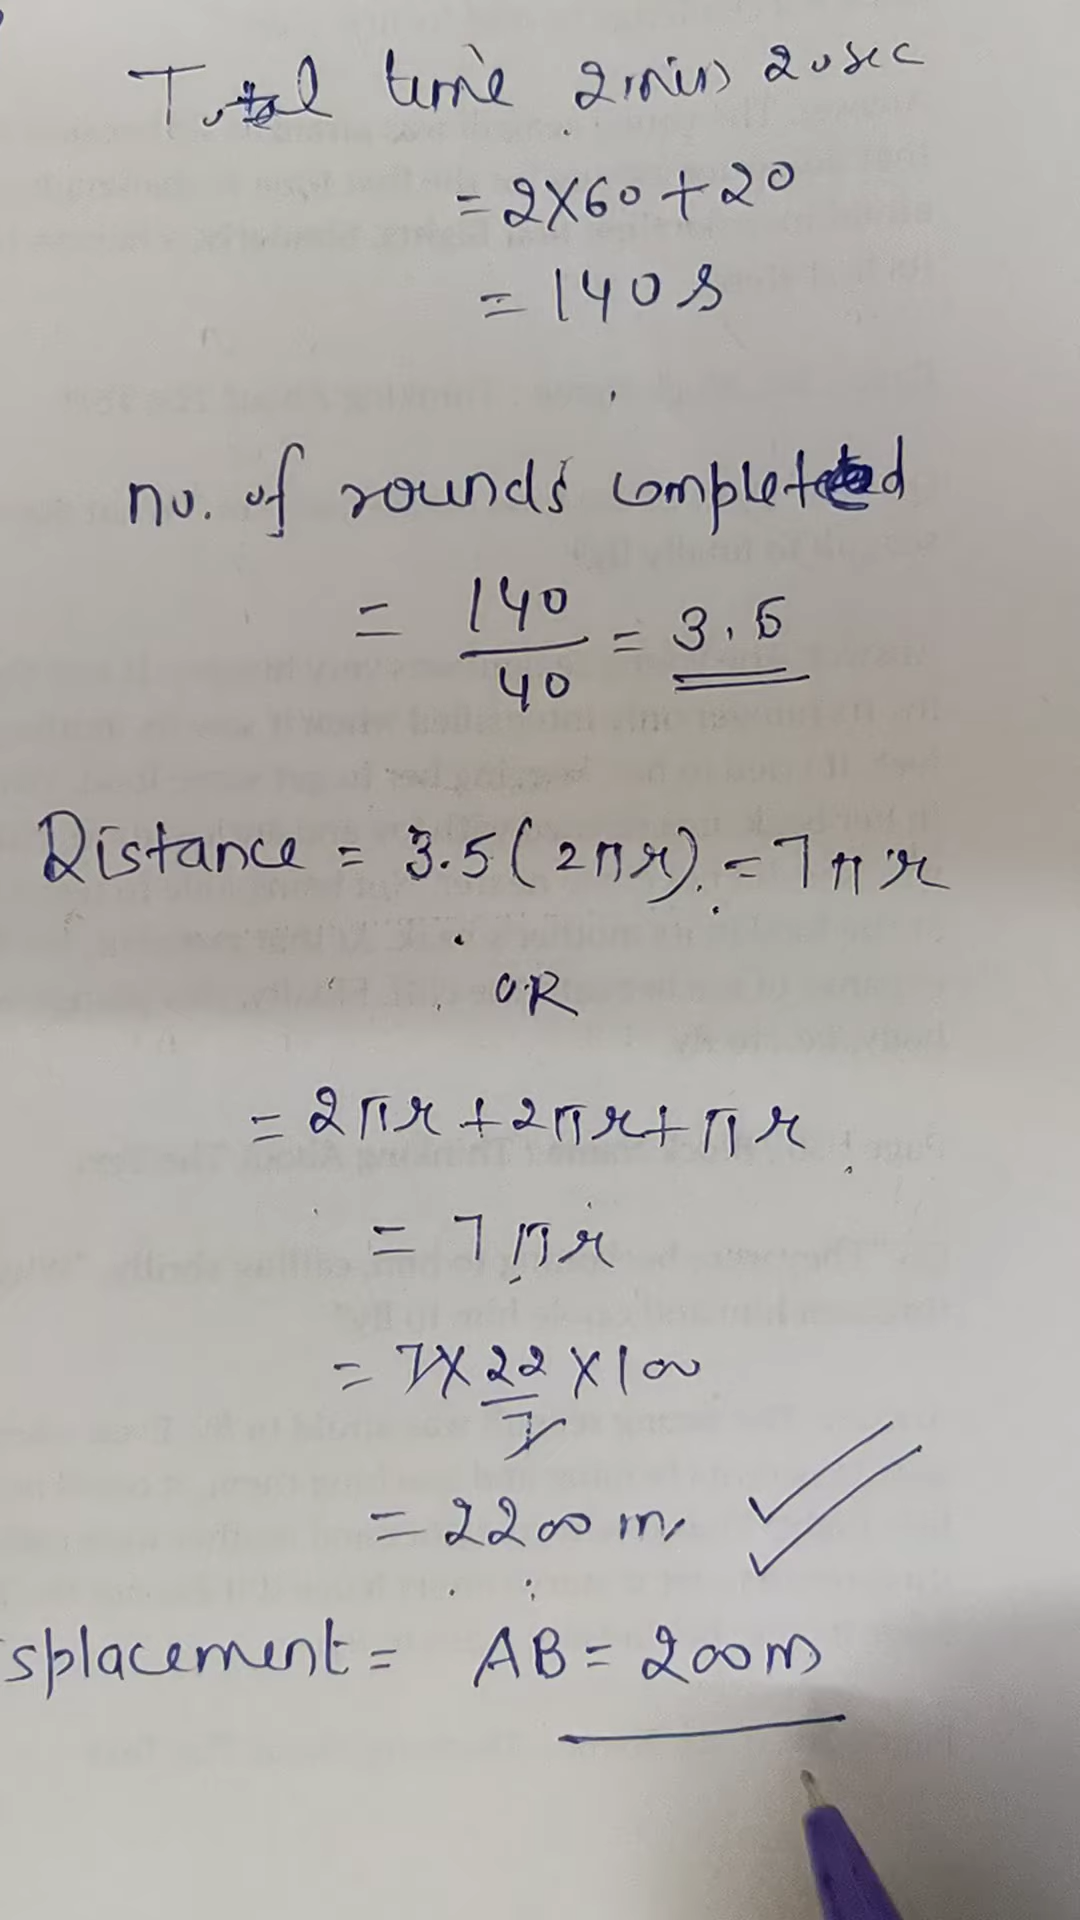 Total time 2 min 20 sec
= 2 X 60 + 20
= 140 s
no. of rounds completed
= 140/40 = 3.5
Distance = 3.5 (2πr) = 7πr
OR
= 2πr + 2πr + πr
= 7πr
= 7 X 22/7 X 100
= 2200 m
splacement = AB = 200m